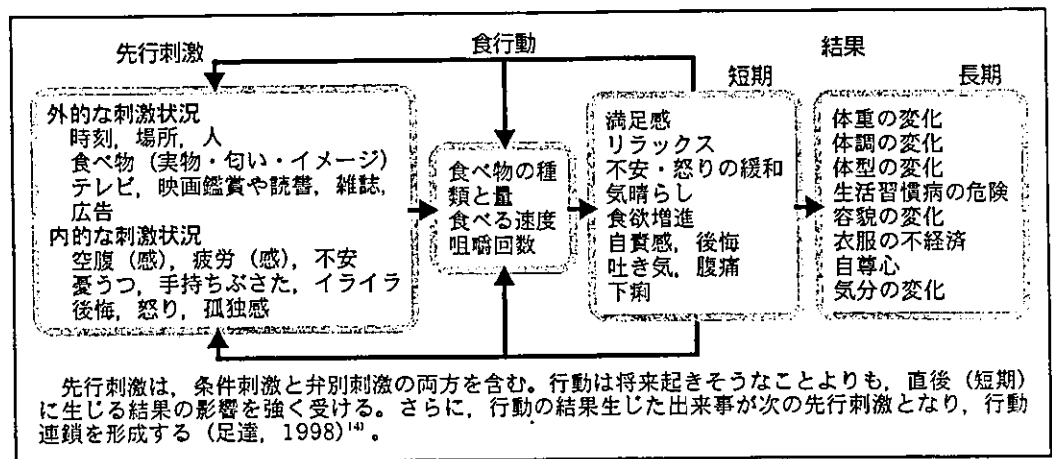 先行刺激
食行動
結果
短期
長期
外的な刺激状況
時刻，場所，人
食べ物（実物・匂い・イメージ）
テレビ，映画鑑賞や読書，雑誌，
広告
内的な刺激状況
空腹（感），疲労（感），不安
憂うつ，手持ちぶさた，イライラ
後悔，怒り，孤独感
食べ物の種
類と量
食べる速度
咀嚼回数
満足感
リラックス
不安・怒りの緩和
気晴らし
食欲増進
自責感，後悔
吐き気，腹痛
下痢
体重の変化
体調の変化
体型の変化
生活習慣病の危険
容貌の変化
衣服の不経済
自尊心
気分の変化
先行刺激は，条件刺激と弁別刺激の両方を含む。行動は将来起きそうなことよりも，直後（短期）
に生じる結果の影響を強く受ける。さらに，行動の結果生じた出来事が次の先行刺激となり，行動
連鎖を形成する（足達，1998）¹⁴⁾。